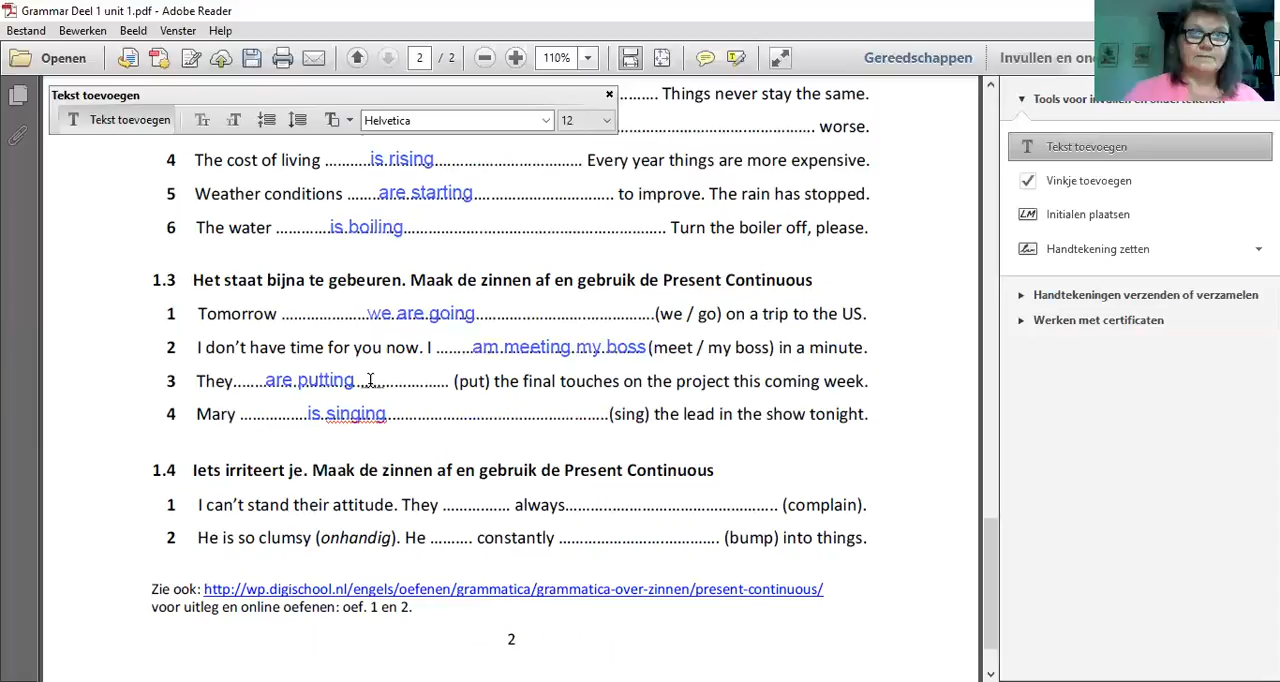 Grammar Deel 1 unit 1.pdf - Adobe Reader
Bestand Bewerken Beeld Venster Help
Openen 2 / 2 110% Gereedschappen Invullen en on
Tekst toevoegen
T Tekst toevoegen Helvetica 12
Tools voor invullen en ondertekenen
T Tekst toevoegen
Vinkje toevoegen
LM Initialen plaatsen
Handtekening zetten
Handtekeningen verzenden of verzamelen
Werken met certificaten
.......... Things never stay the same.
................................................ worse.
4 The cost of living ..........is rising.......................................... Every year things are more expensive.
5 Weather conditions .......are starting.................................. to improve. The rain has stopped.
6 The water ............is boiling............................................................... Turn the boiler off, please.
1.3 Het staat bijna te gebeuren. Maak de zinnen af en gebruik de Present Continuous
1 Tomorrow ....................we are going...........................................(we / go) on a trip to the US.
2 I don’t have time for you now. I .........am meeting my boss (meet / my boss) in a minute.
3 They........are putting ...................... (put) the final touches on the project this coming week.
4 Mary ................is singing.....................................................(sing) the lead in the show tonight.
1.4 Iets irriteert je. Maak de zinnen af en gebruik de Present Continuous
1 I can’t stand their attitude. They ................ always.................................................... (complain).
2 He is so clumsy (onhandig). He .......... constantly ....................................... (bump) into things.
Zie ook: http://wp.digischool.nl/engels/oefenen/grammatica/grammatica-over-zinnen/present-continuous/
voor uitleg en online oefenen: oef. 1 en 2.
2